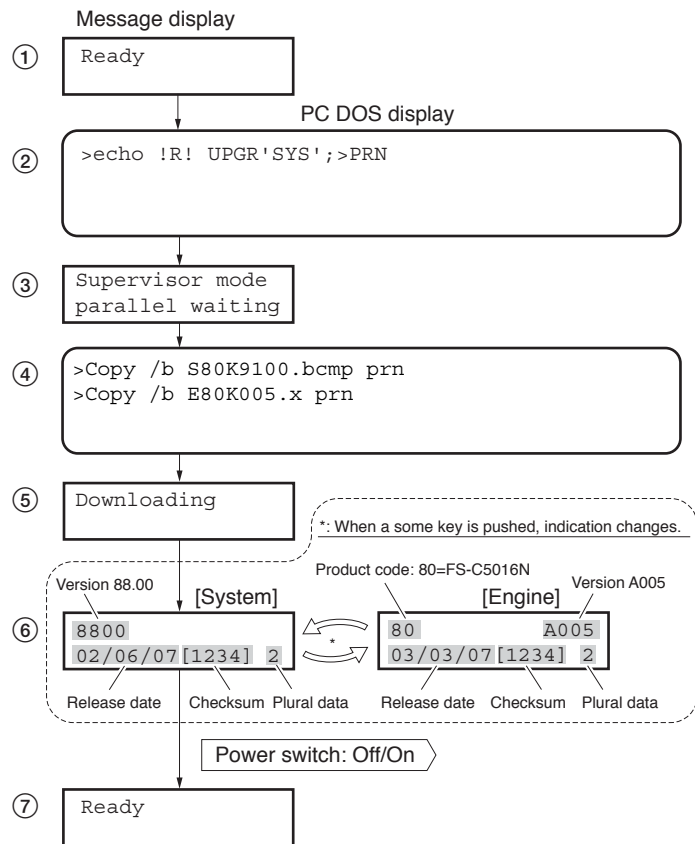 Message display
① Ready
PC DOS display
② >echo !R! UPGR'SYS';>PRN
③ Supervisor mode
parallel waiting
④ >Copy /b S80K9100.bcmp prn
>Copy /b E80K005.x prn
⑤ Downloading
*: When a some key is pushed, indication changes.
Version 88.00
[System]
Product code: 80=FS-C5016N
[Engine]
Version A005
⑥ 8800
02/06/07 [1234] 2
*
80 A005
03/03/07 [1234] 2
Release date Checksum Plural data
Release date Checksum Plural data
Power switch: Off/On
⑦ Ready